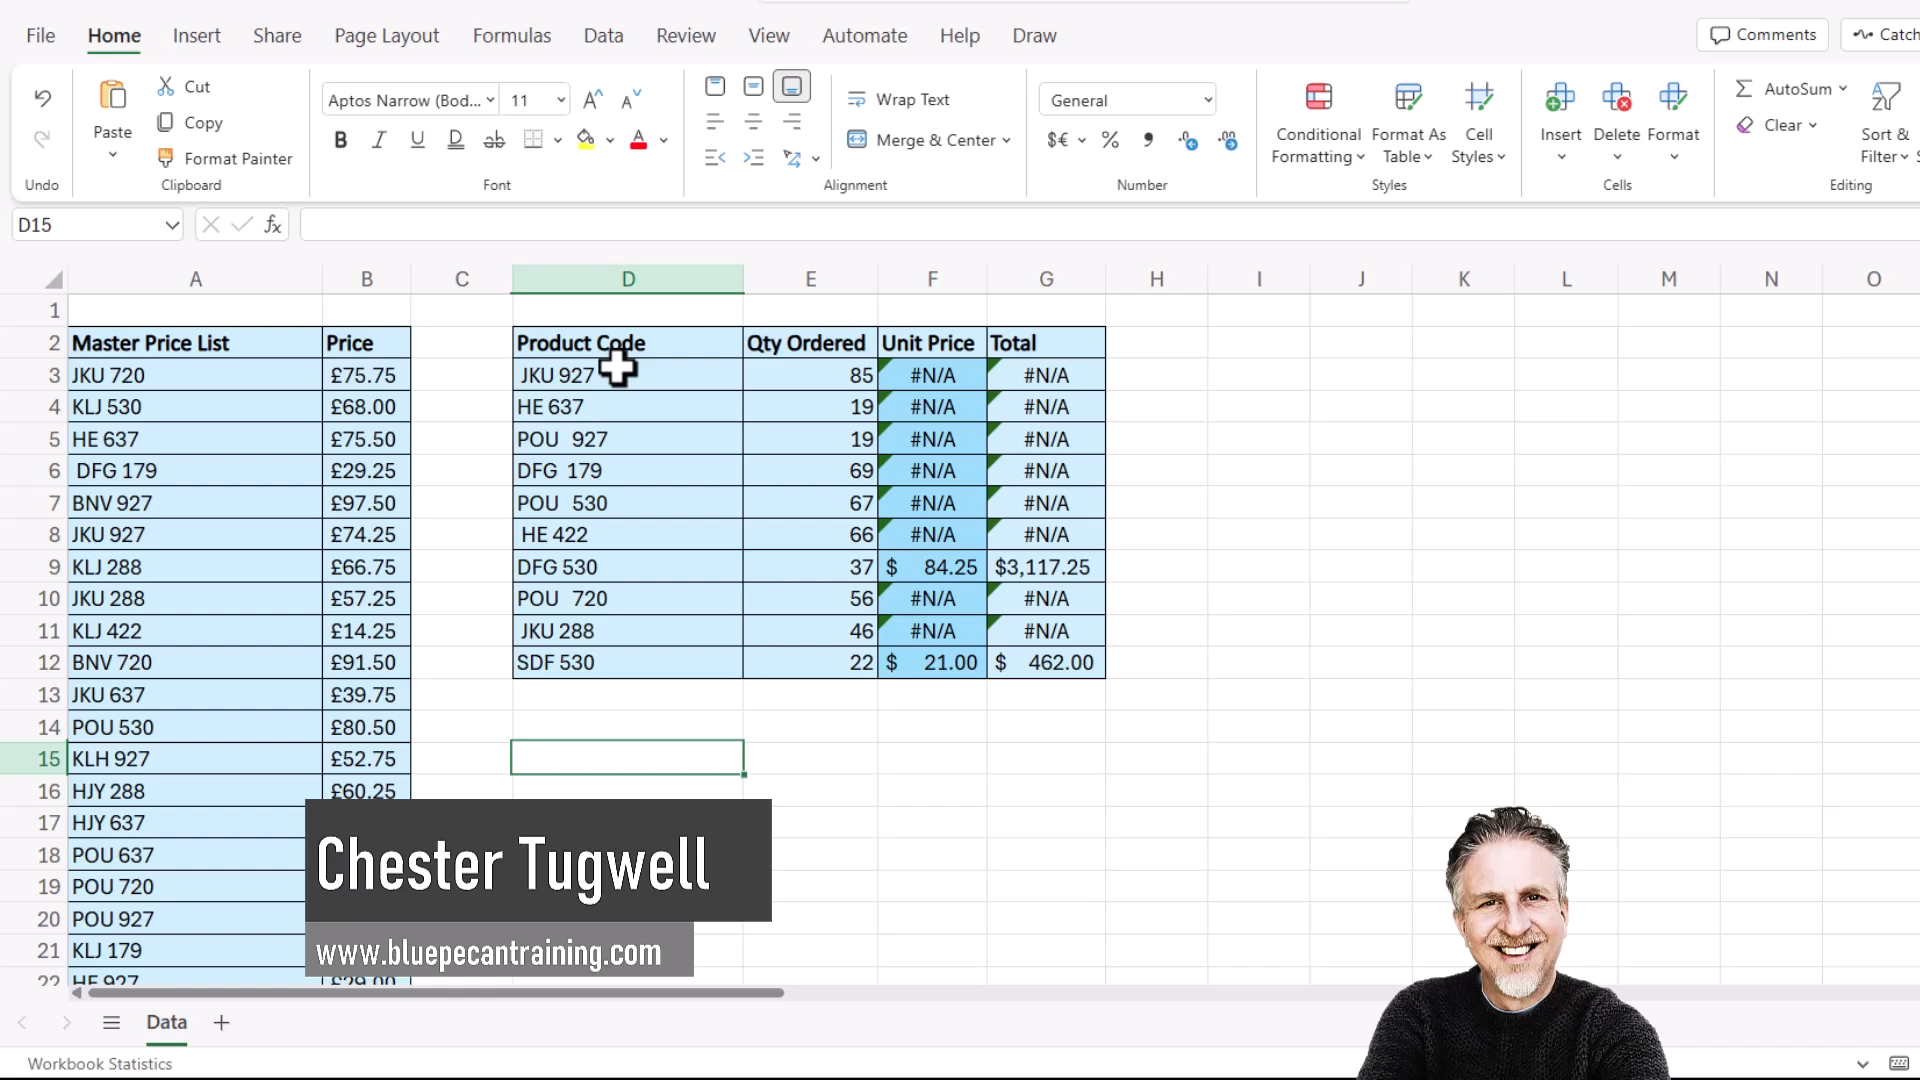 File Home Insert Share Page Layout Formulas Data Review View Automate Help Draw Comments Catch
Cut
Copy
Format Painter
Paste
Undo
Clipboard
Aptos Narrow (Bod... 11
Font
Wrap Text
Merge & Center
Alignment
General
$€ %
Number
Conditional Formatting
Format As Table
Cell Styles
Styles
Insert Delete Format
Cells
AutoSum
Clear
Sort & Filter
Editing
D15 fx
A B C D E F G H I J K L M N O
1
2 Master Price List Price Product Code Qty Ordered Unit Price Total
3 JKU 720 £75.75 JKU 927 85 #N/A #N/A
4 KLJ 530 £68.00 HE 637 19 #N/A #N/A
5 HE 637 £75.50 POU   927 19 #N/A #N/A
6 DFG 179 £29.25 DFG  179 69 #N/A #N/A
7 BNV 927 £97.50 POU   530 67 #N/A #N/A
8 JKU 927 £74.25 HE 422 66 #N/A #N/A
9 KLJ 288 £66.75 DFG 530 37 $ 84.25 $3,117.25
10 JKU 288 £57.25 POU   720 56 #N/A #N/A
11 KLJ 422 £14.25 JKU 288 46 #N/A #N/A
12 BNV 720 £91.50 SDF 530 22 $ 21.00 $ 462.00
13 JKU 637 £39.75
14 POU 530 £80.50
15 KLH 927 £52.75
16 HJY 288 £60.25
17 HJY 637
18 POU 637
19 POU 720
20 POU 927
21 KLJ 179
22 HE 927 £29.00
Chester Tugwell
www.bluepecantraining.com
Data
Workbook Statistics